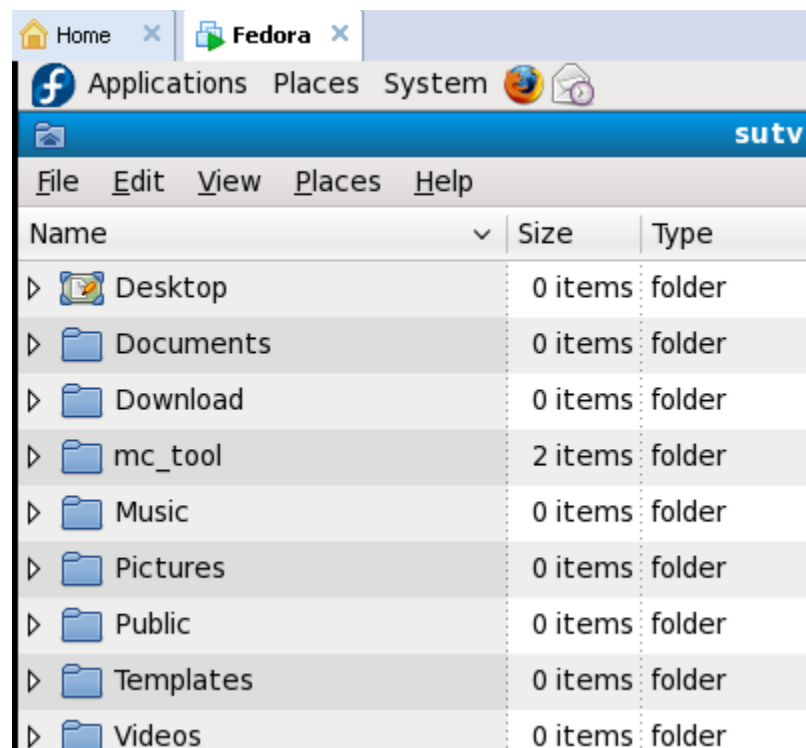 Home Fedora
Applications Places System
sutv
File Edit View Places Help
Name Size Type
Desktop 0 items folder
Documents 0 items folder
Download 0 items folder
mc_tool 2 items folder
Music 0 items folder
Pictures 0 items folder
Public 0 items folder
Templates 0 items folder
Videos 0 items folder